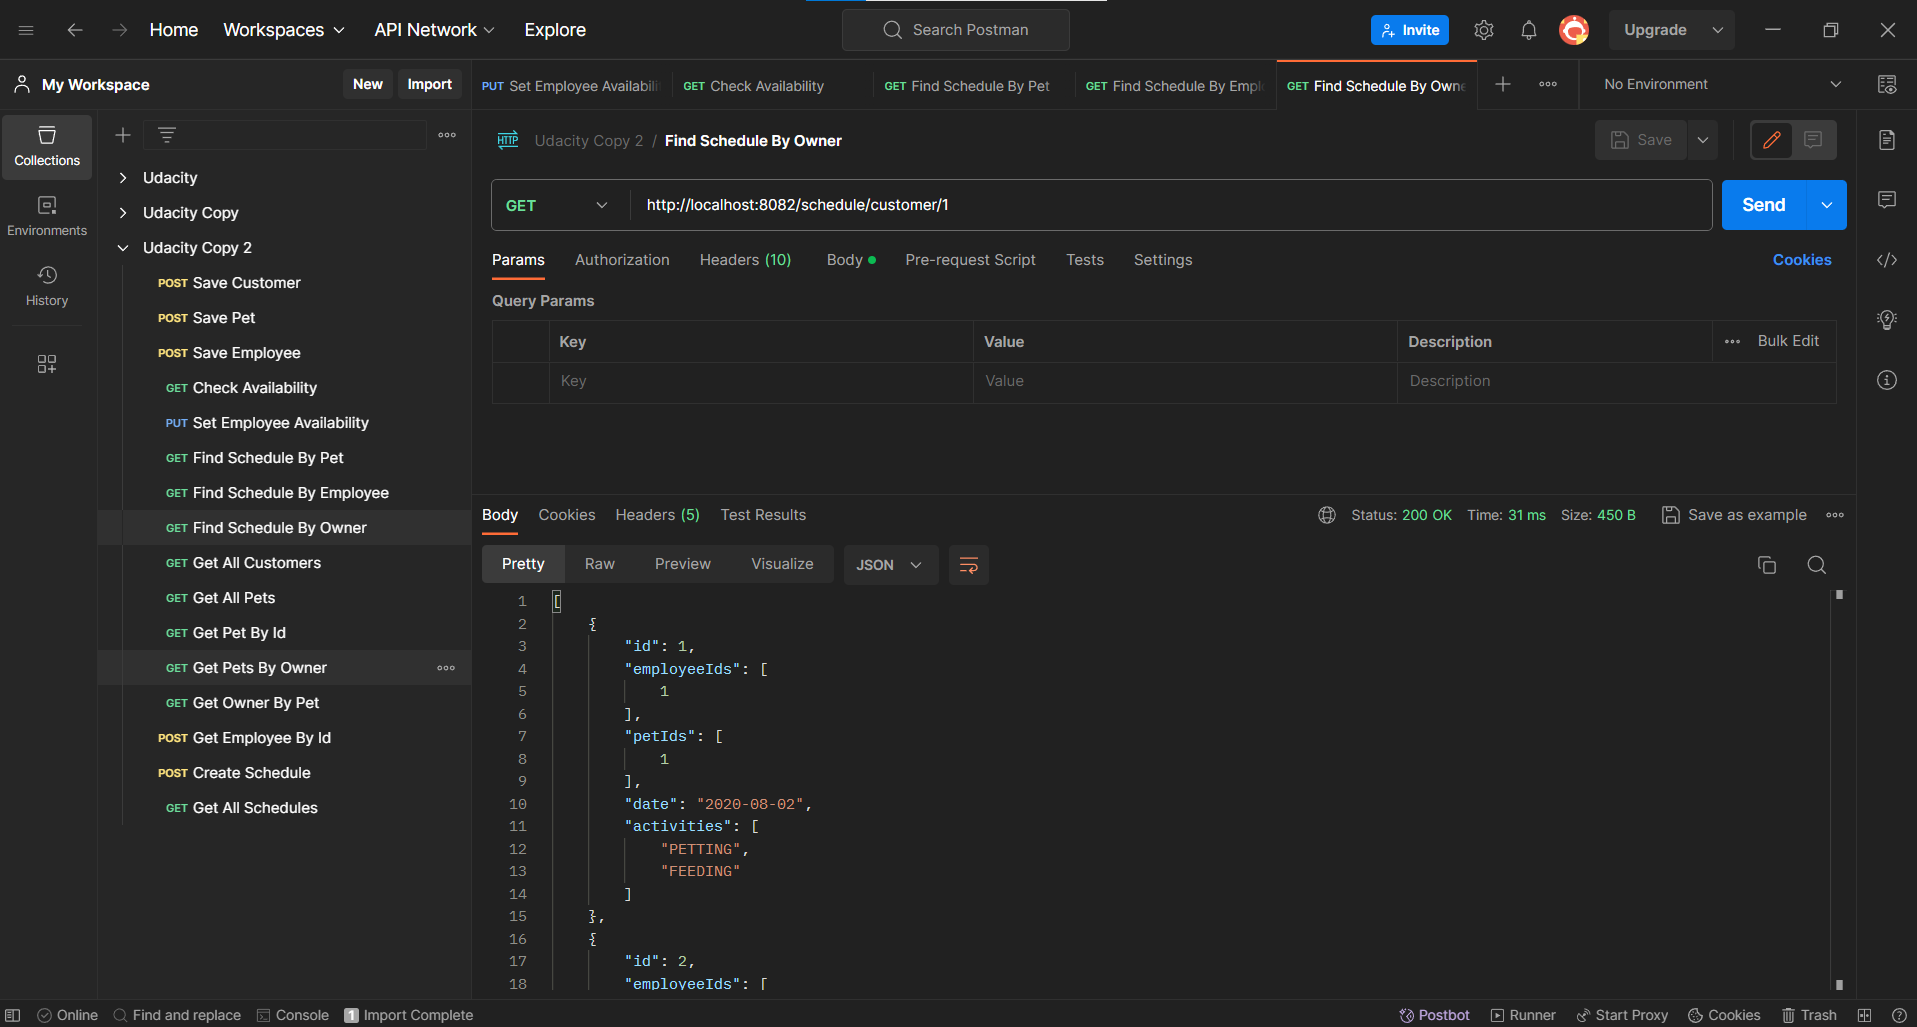 Home Workspaces API Network Explore Search Postman Invite Upgrade
My Workspace New Import
PUT Set Employee Availabili GET Check Availability GET Find Schedule By Pet GET Find Schedule By Empl GET Find Schedule By Owne No Environment
Collections
Environments
History
Udacity
Udacity Copy
Udacity Copy 2
POST Save Customer
POST Save Pet
POST Save Employee
GET Check Availability
PUT Set Employee Availability
GET Find Schedule By Pet
GET Find Schedule By Employee
GET Find Schedule By Owner
GET Get All Customers
GET Get All Pets
GET Get Pet By Id
GET Get Pets By Owner
GET Get Owner By Pet
POST Get Employee By Id
POST Create Schedule
GET Get All Schedules
HTTP Udacity Copy 2 / Find Schedule By Owner Save
GET http://localhost:8082/schedule/customer/1 Send
Params Authorization Headers (10) Body Pre-request Script Tests Settings Cookies
Query Params
Key Value Description Bulk Edit
Key Value Description
Body Cookies Headers (5) Test Results Status: 200 OK Time: 31 ms Size: 450 B Save as example
Pretty Raw Preview Visualize JSON
1 [
2 {
3 "id": 1,
4 "employeeIds": [
5 1
6 ],
7 "petIds": [
8 1
9 ],
10 "date": "2020-08-02",
11 "activities": [
12 "PETTING",
13 "FEEDING"
14 ]
15 },
16 {
17 "id": 2,
18 "employeeIds": [
Online Find and replace Console 1 Import Complete Postbot Runner Start Proxy Cookies Trash